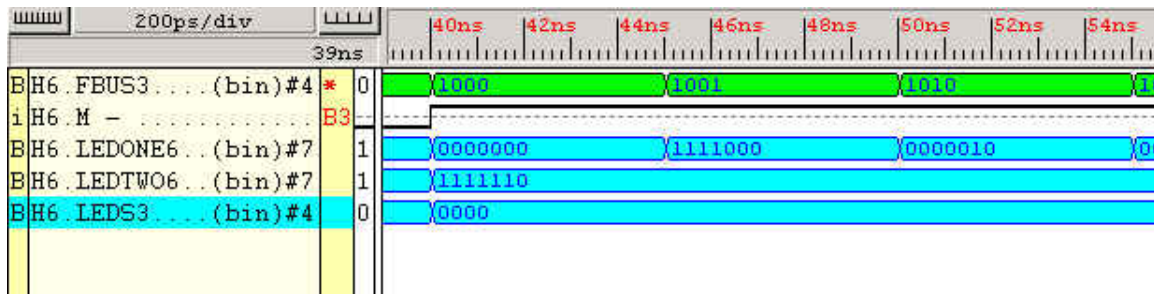 200ps/div
39ns
40ns 42ns 44ns 46ns 48ns 50ns 52ns 54ns
B H6.FBUS3....(bin)#4 * 0 1000 1001 1010 1
i H6.M - ............. B3
B H6.LEDONE6..(bin)#7 1 0000000 1111000 0000010 0
B H6.LEDTWO6..(bin)#7 1 1111110
B H6.LEDS3....(bin)#4 0 0000